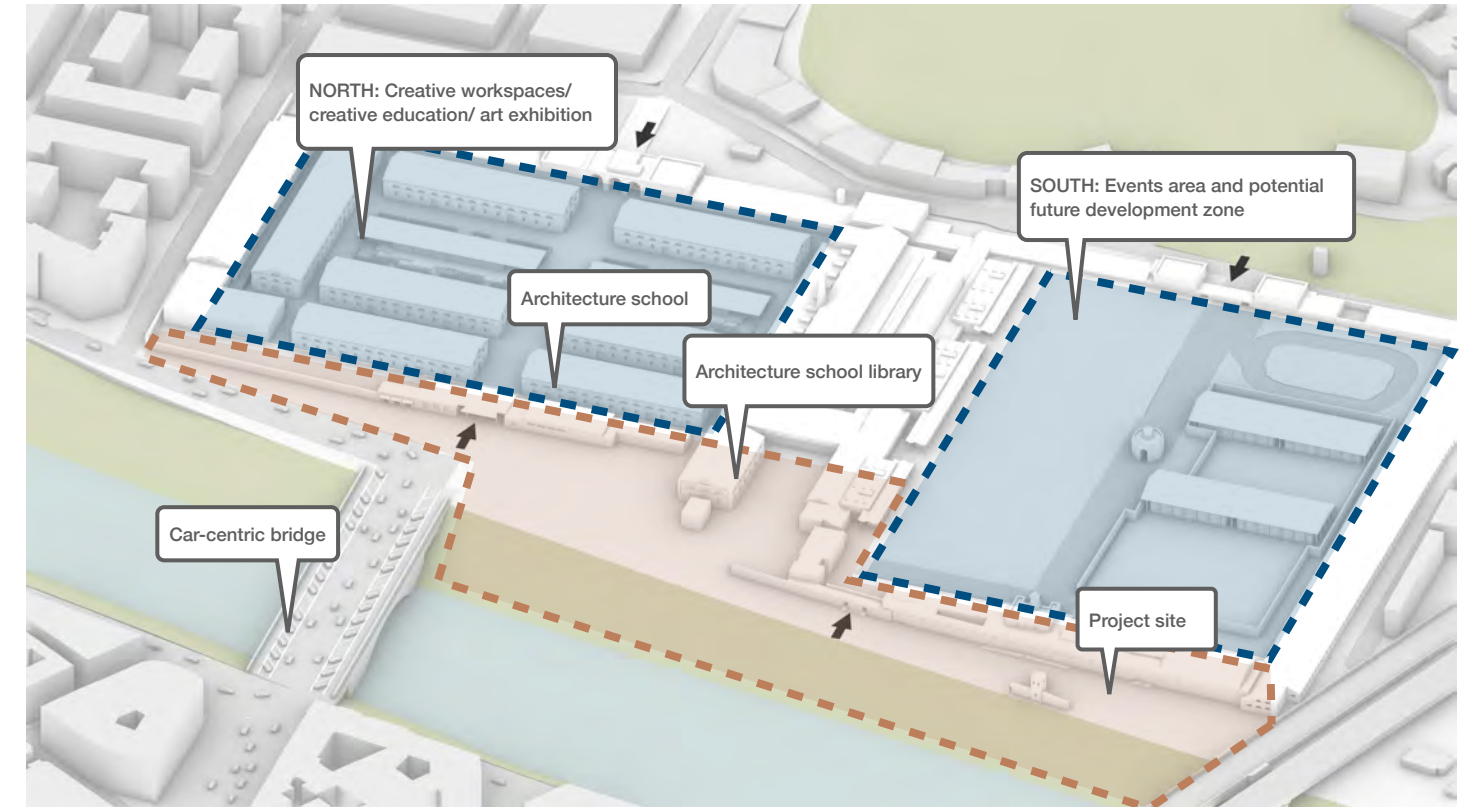 NORTH: Creative workspaces/
creative education/ art exhibition
SOUTH: Events area and potential
future development zone
Architecture school
Architecture school library
Car-centric bridge
Project site